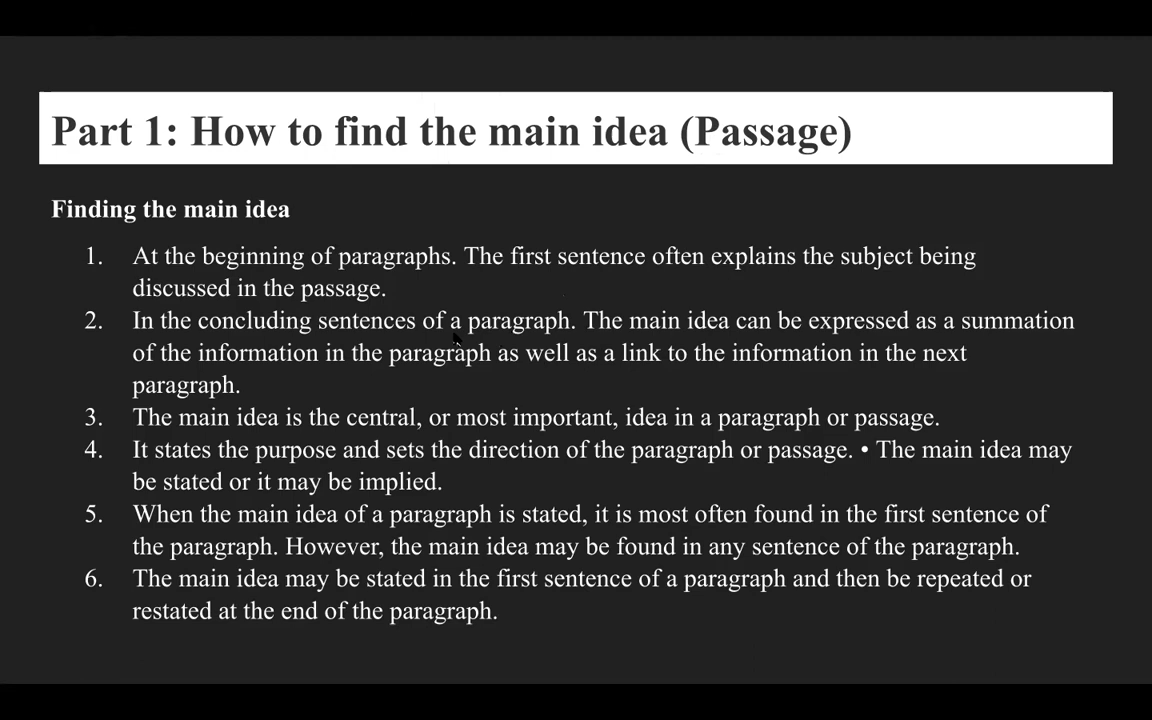 Part 1: How to find the main idea (Passage)
Finding the main idea
1. At the beginning of paragraphs. The first sentence often explains the subject being
discussed in the passage.
2. In the concluding sentences of a paragraph. The main idea can be expressed as a summation
of the information in the paragraph as well as a link to the information in the next
paragraph.
3. The main idea is the central, or most important, idea in a paragraph or passage.
4. It states the purpose and sets the direction of the paragraph or passage. • The main idea may
be stated or it may be implied.
5. When the main idea of a paragraph is stated, it is most often found in the first sentence of
the paragraph. However, the main idea may be found in any sentence of the paragraph.
6. The main idea may be stated in the first sentence of a paragraph and then be repeated or
restated at the end of the paragraph.